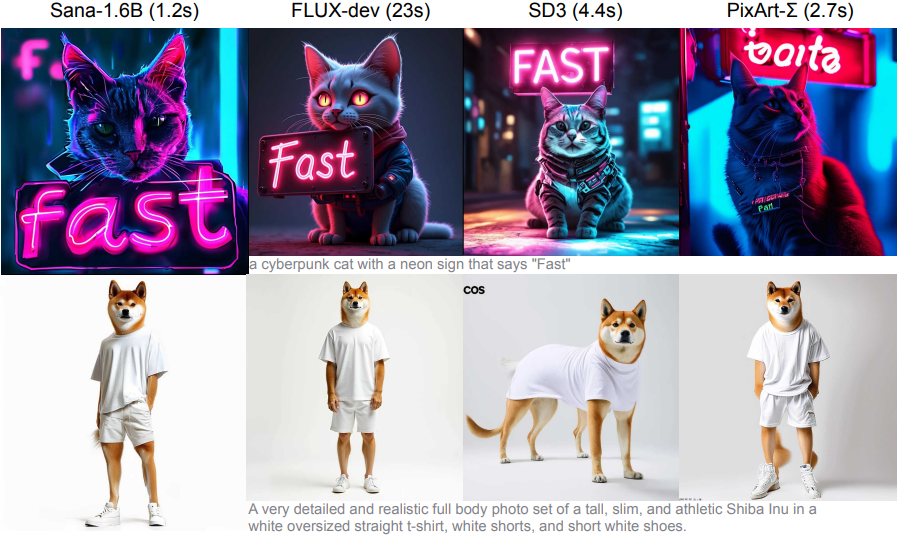 Sana-1.6B (1.2s) FLUX-dev (23s) SD3 (4.4s) PixArt-Σ (2.7s)
fast
Fast
FAST
a cyberpunk cat with a neon sign that says "Fast"
COS
A very detailed and realistic full body photo set of a tall, slim, and athletic Shiba Inu in a
white oversized straight t-shirt, white shorts, and short white shoes.